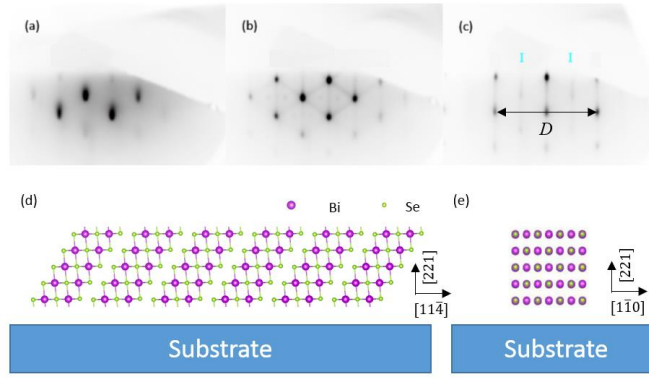 (a) (b) (c)
I I
D
(d) Bi Se (e)
[221] [221]
[114̄] [11̄0]
Substrate Substrate